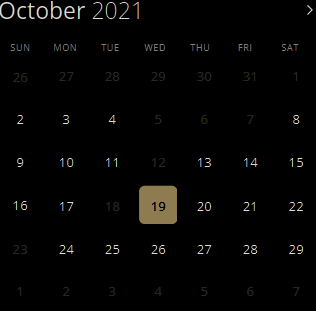 October 2021
SUN MON TUE WED THU FRI SAT
26 27 28 29 30 31 1
2 3 4 5 6 7 8
9 10 11 12 13 14 15
16 17 18 19 20 21 22
23 24 25 26 27 28 29
1 2 3 4 5 6 7